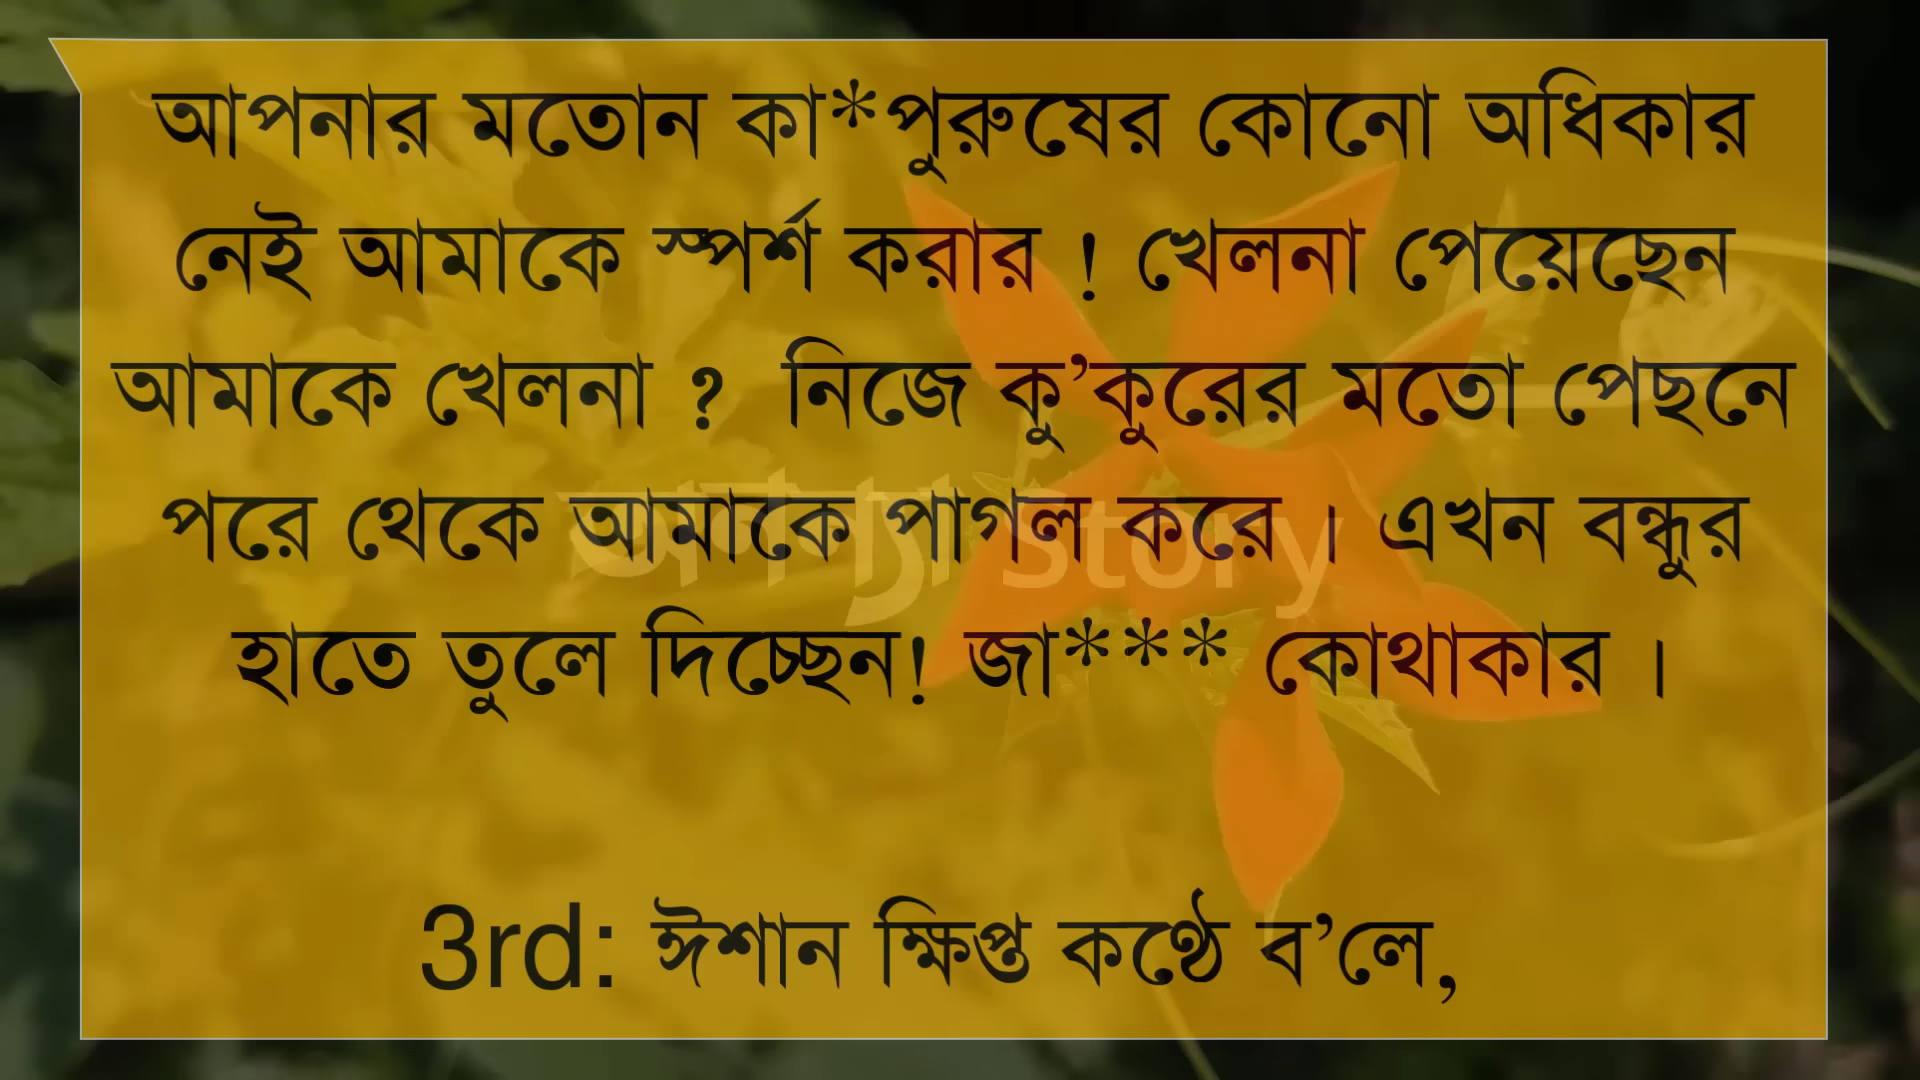 আপনার মতোন কা*পুরুষের কোনো অধিকার
নেই আমাকে স্পর্শ করার ! খেলনা পেয়েছেন
আমাকে খেলনা ? নিজে কু’কুরের মতো পেছনে
পরে থেকে আমাকে পাগল করে । এখন বন্ধুর
হাতে তুলে দিচ্ছেন! জা*** কোথাকার ।
Story
3rd: ঈশান ক্ষিপ্ত কণ্ঠে ব’লে,